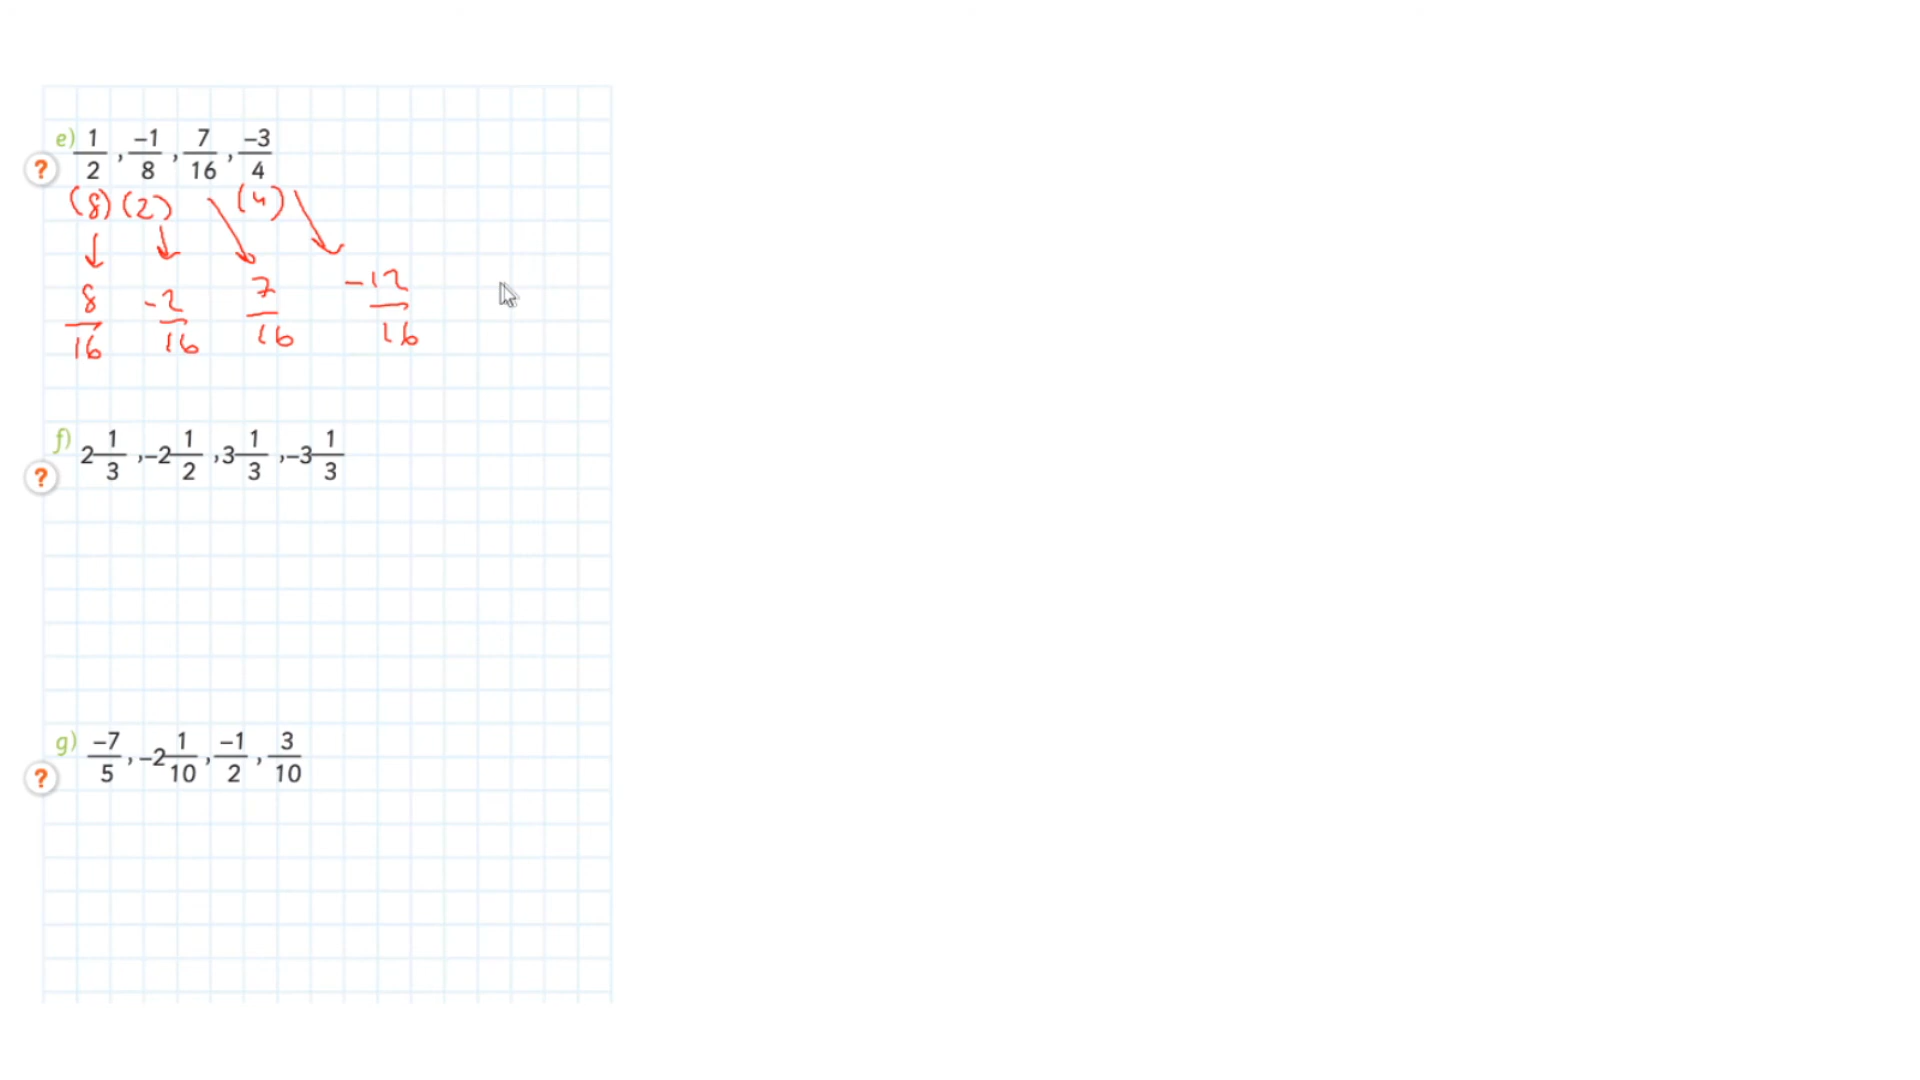 e) 1/2 , –1/8 , 7/16 , –3/4
?
(8) (2) (4)
8/16 -2/16 7/16 -12/16
f) 2 1/3 ,–2 1/2 ,3 1/3 ,–3 1/3
?
g) –7/5 ,–2 1/10 , –1/2 , 3/10
?